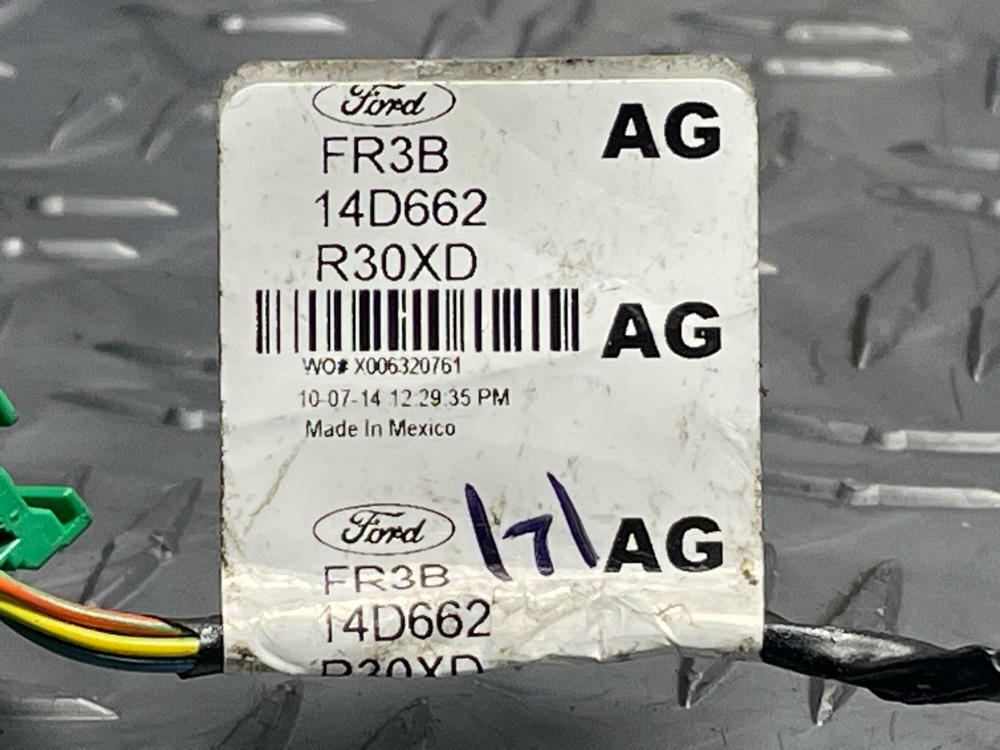 Ford
FR3B
AG
14D662
R30XD
AG
WO# X006320761
10-07-14 12:29:35 PM
Made In Mexico
Ford
171
AG
FR3B
14D662
R30XD